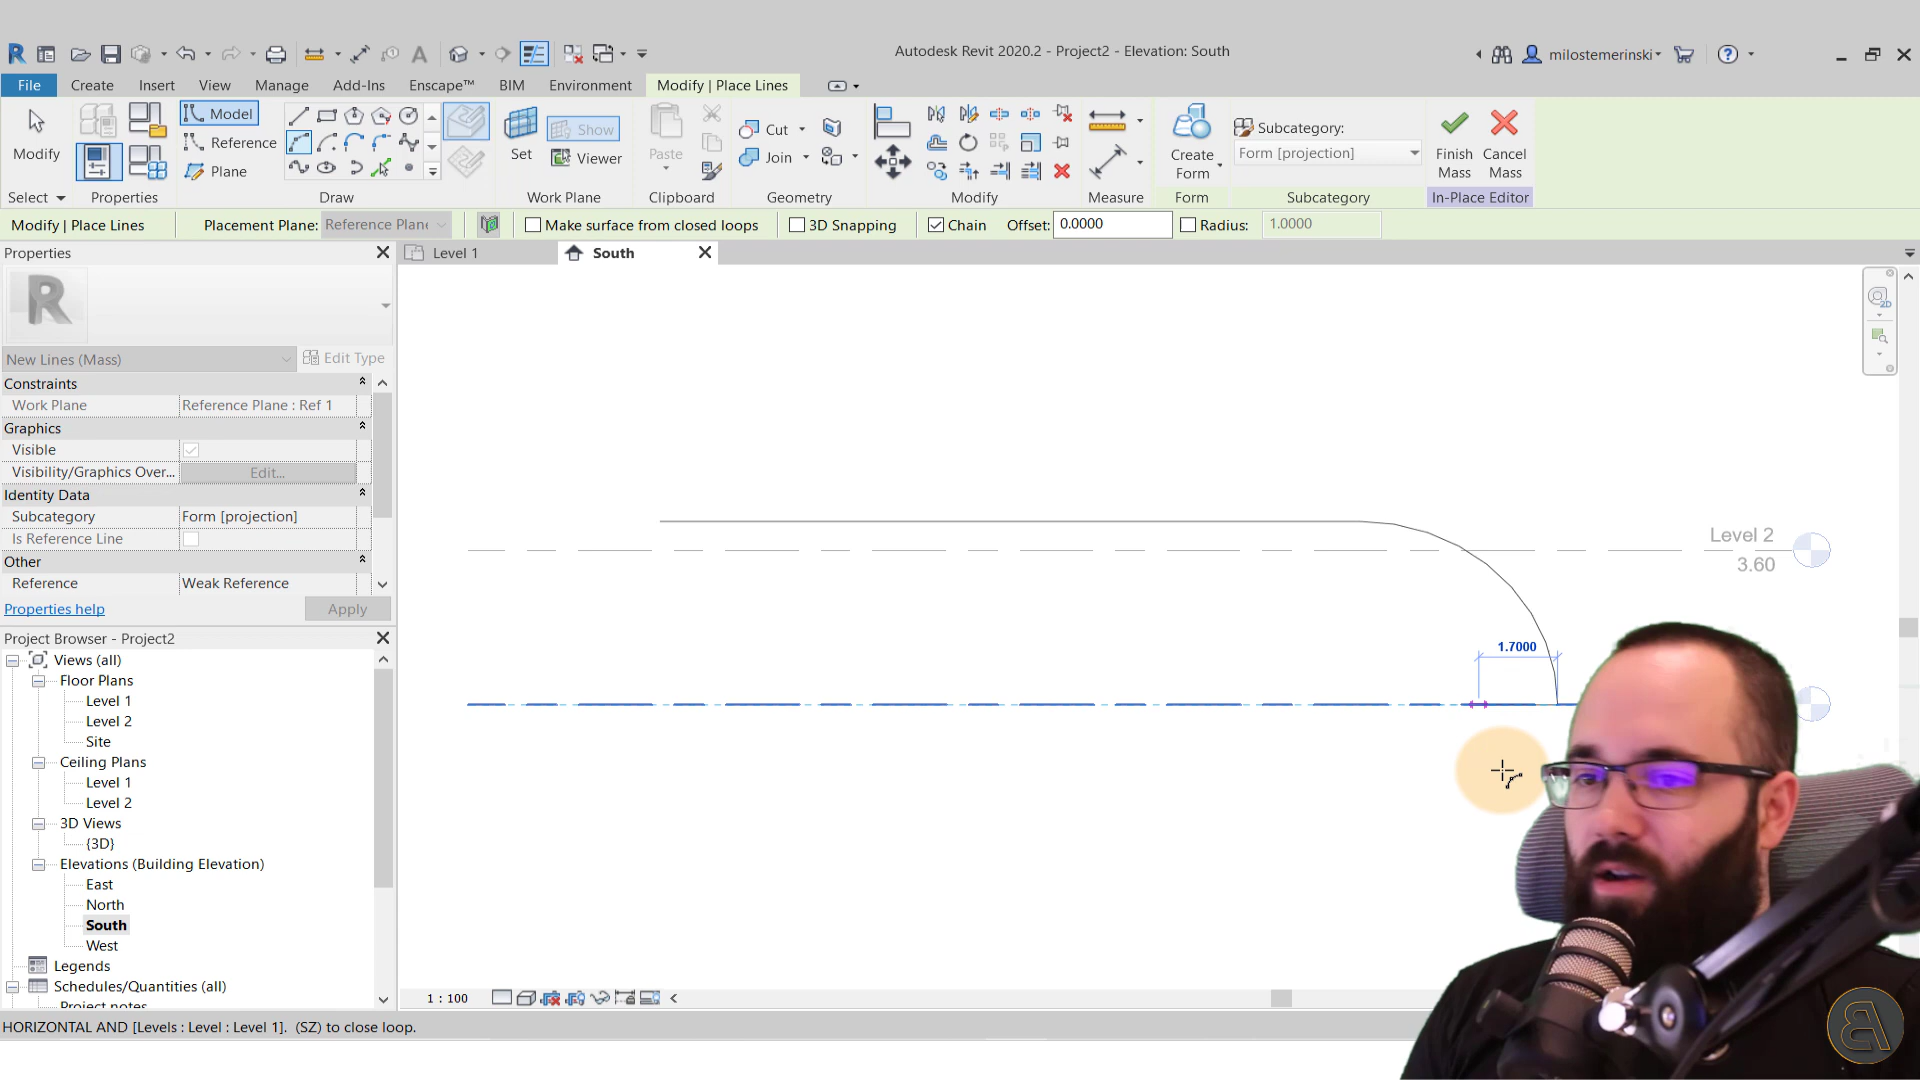 Autodesk Revit 2020.2 - Project2 - Elevation: South
milostemerinski
File Create Insert View Manage Add-Ins Enscape™ BIM Environment Modify | Place Lines
Modify
Model
Reference
Plane
Set
Show
Viewer
Paste
Cut
Join
Create
Form
Subcategory:
Form [projection]
Finish
Mass
Cancel
Mass
Select Properties Draw Work Plane Clipboard Geometry Modify Measure Form Subcategory In-Place Editor
Modify | Place Lines Placement Plane: Reference Plane Make surface from closed loops 3D Snapping Chain Offset: 0.0000 Radius: 1.0000
Properties
Level 1
South
2D
R
New Lines (Mass) Edit Type
Constraints
Work Plane Reference Plane : Ref 1
Graphics
Visible
Visibility/Graphics Over... Edit...
Identity Data
Subcategory Form [projection]
Is Reference Line
Other
Reference Weak Reference
Properties help Apply
Level 2
3.60
1.7000
Project Browser - Project2
Views (all)
Floor Plans
Level 1
Level 2
Site
Ceiling Plans
Level 1
Level 2
3D Views
{3D}
Elevations (Building Elevation)
East
North
South
West
Legends
Schedules/Quantities (all)
Project notes
1 : 100
HORIZONTAL AND [Levels : Level : Level 1]. (SZ) to close loop.